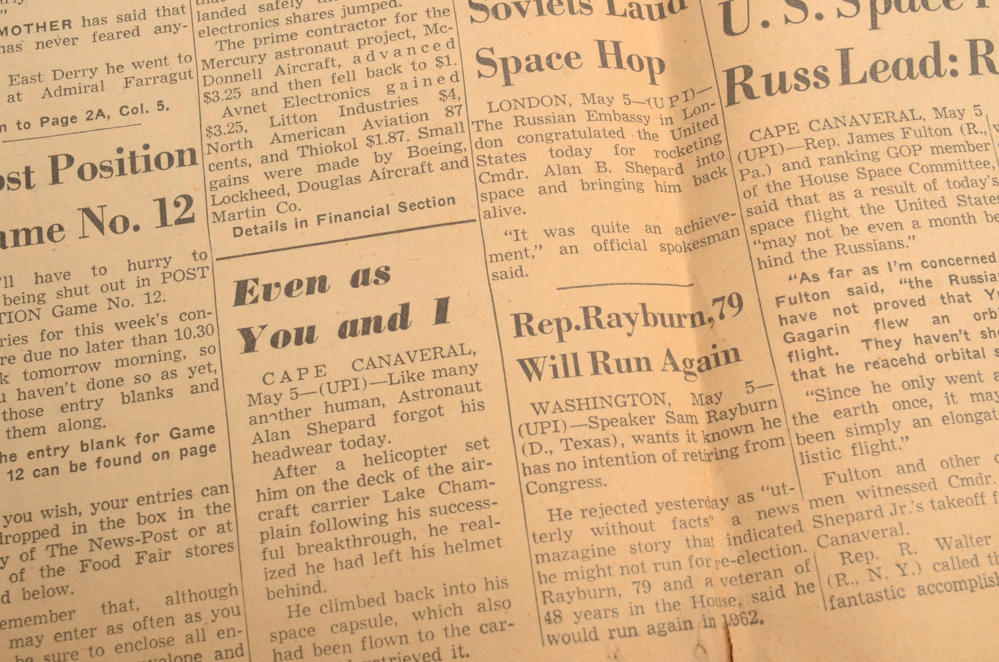 ry."
MOTHER has said that
has never feared any-
East Derry he went to
at Admiral Farragut
n to Page 2A, Col. 5.
ost Position
ame No. 12
'll have to hurry to
being shut out in POST
TION Game No. 12.
ries for this week's con-
re due no later than 10.30
k tomorrow morning, so
u haven't done so as yet,
those entry blanks and
them along.
he entry blank for Game
12 can be found on page
you wish, your entries can
dropped in the box in the
y of The News-Post or at
of the Food Fair stores
d below.
emember that, although
may enter as often as you
be sure to enclose all en-
velope and
landed safely
electronics shares jumped.
The prime contractor for the
Mercury astronaut project, Mc-
Donnell Aircraft, advanced
$3.25 and then fell back to $1.
Avnet Electronics gained
$3.25, Litton Industries $4,
North American Aviation 87
cents, and Thiokol $1.87. Small
gains were made by Boeing,
Lockheed, Douglas Aircraft and
Martin Co.
Details in Financial Section
Even as
You and I
CAPE CANAVERAL,
May 5—(UPI)—Like many
another human, Astronaut
Alan Shepard forgot his
headwear today.
After a helicopter set
him on the deck of the air-
craft carrier Lake Cham-
plain following his success-
ful breakthrough, he real-
ized he had left his helmet
behind.
He climbed back into his
space capsule, which also
had been flown to the car-
retrieved it.
Soviets Laud
Space Hop
LONDON, May 5—(UPI)—
The Russian Embassy in Lon-
don congratulated the United
States today for rocketing
Cmdr. Alan B. Shepard into
space and bringing him back
alive.
"It was quite an achieve-
ment," an official spokesman
said.
Rep. Rayburn, 79
Will Run Again
WASHINGTON, May 5—
(UPI)—Speaker Sam Rayburn
(D., Texas), wants it known he
has no intention of retiring from
Congress.
He rejected yesterday as "ut-
terly without facts" a news
mazagine story that indicated
he might not run for re-election.
Rayburn, 79 and a veteran of
48 years in the House, said he
would run again in 1962.
U. S. Space
Russ Lead: R
CAPE CANAVERAL, May 5
(UPI)—Rep. James Fulton (R.,
Pa.) and ranking GOP member
of the House Space Committee,
said that as a result of today's
space flight the United States
"may not be even a month be
hind the Russians."
"As far as I'm concerned,
Fulton said, "the Russia
have not proved that Y
Gagarin flew an orb
flight. They haven't sh
that he reacehd orbital s
"Since he only went a
the earth once, it may
been simply an elongat
listic flight."
Fulton and other c
men witnessed Cmdr.
Shepard Jr.'s takeoff f
Canaveral.
Rep. R. Walter
(R., N. Y.) called th
fantastic accomplis